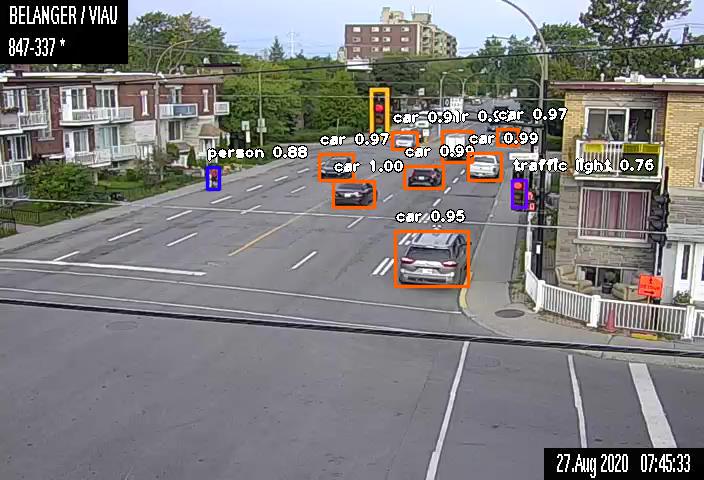 BELANGER / VIAU
847-337 *
car 0.91
car 0.97
car 0.97
car 0.99
person 0.88
car 1.00
traffic light 0.76
car 0.95
27.Aug 2020 07:45:33